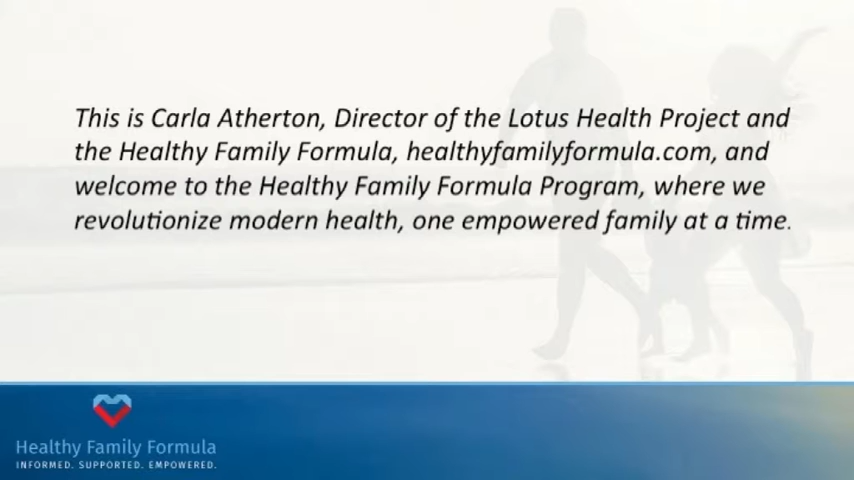 This is Carla Atherton, Director of the Lotus Health Project and
the Healthy Family Formula, healthyfamilyformula.com, and
welcome to the Healthy Family Formula Program, where we
revolutionize modern health, one empowered family at a time.
Healthy Family Formula
INFORMED. SUPPORTED. EMPOWERED.